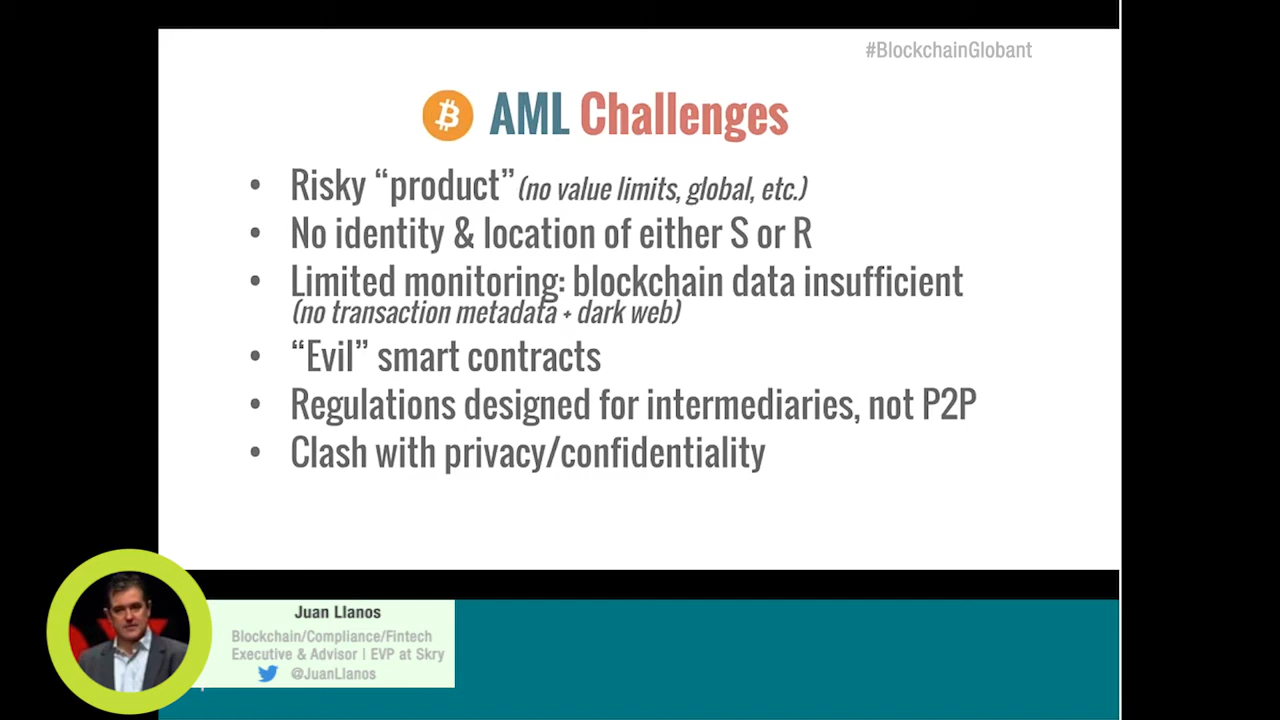 #BlockchainGlobant
AML Challenges
• Risky “product” (no value limits, global, etc.)
• No identity & location of either S or R
• Limited monitoring: blockchain data insufficient
(no transaction metadata + dark web)
• “Evil” smart contracts
• Regulations designed for intermediaries, not P2P
• Clash with privacy/confidentiality
Juan Llanos
Blockchain/Compliance/Fintech
Executive & Advisor | EVP at Skry
@JuanLlanos